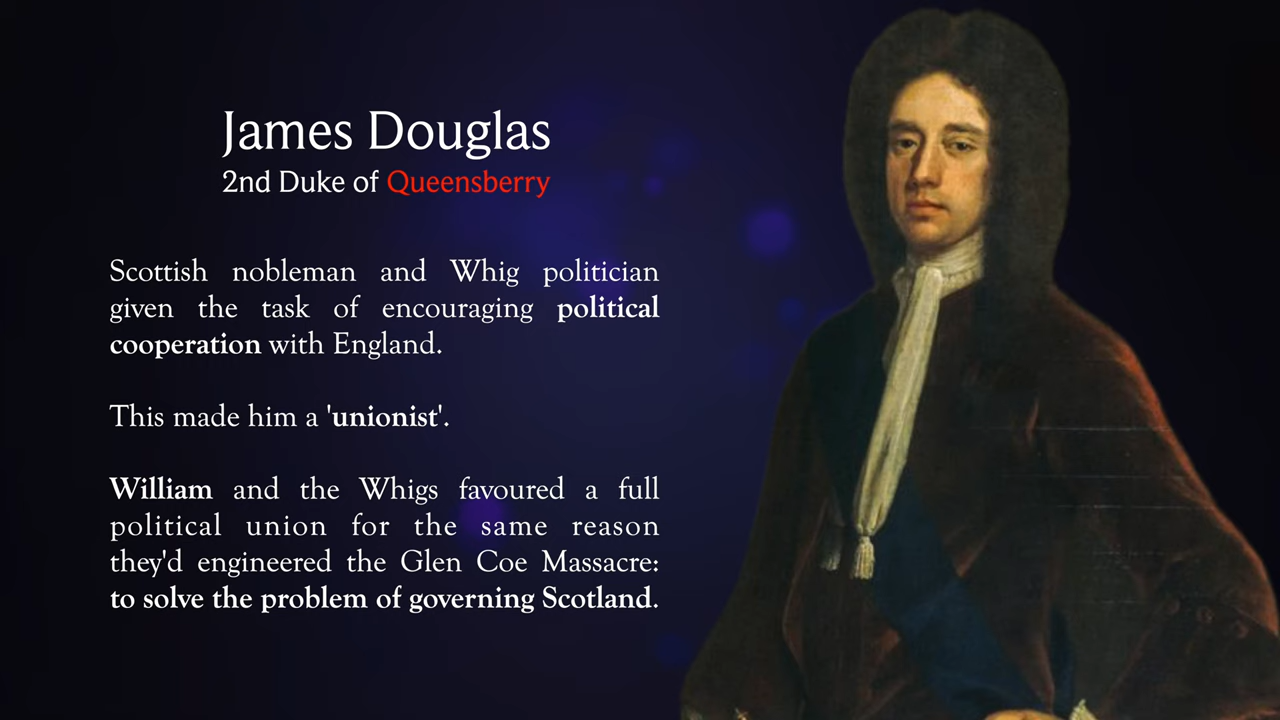 James Douglas
2nd Duke of Queensberry
Scottish nobleman and Whig politician
given the task of encouraging political
cooperation with England.
This made him a 'unionist'.
William and the Whigs favoured a full
political union for the same reason
they'd engineered the Glen Coe Massacre:
to solve the problem of governing Scotland.